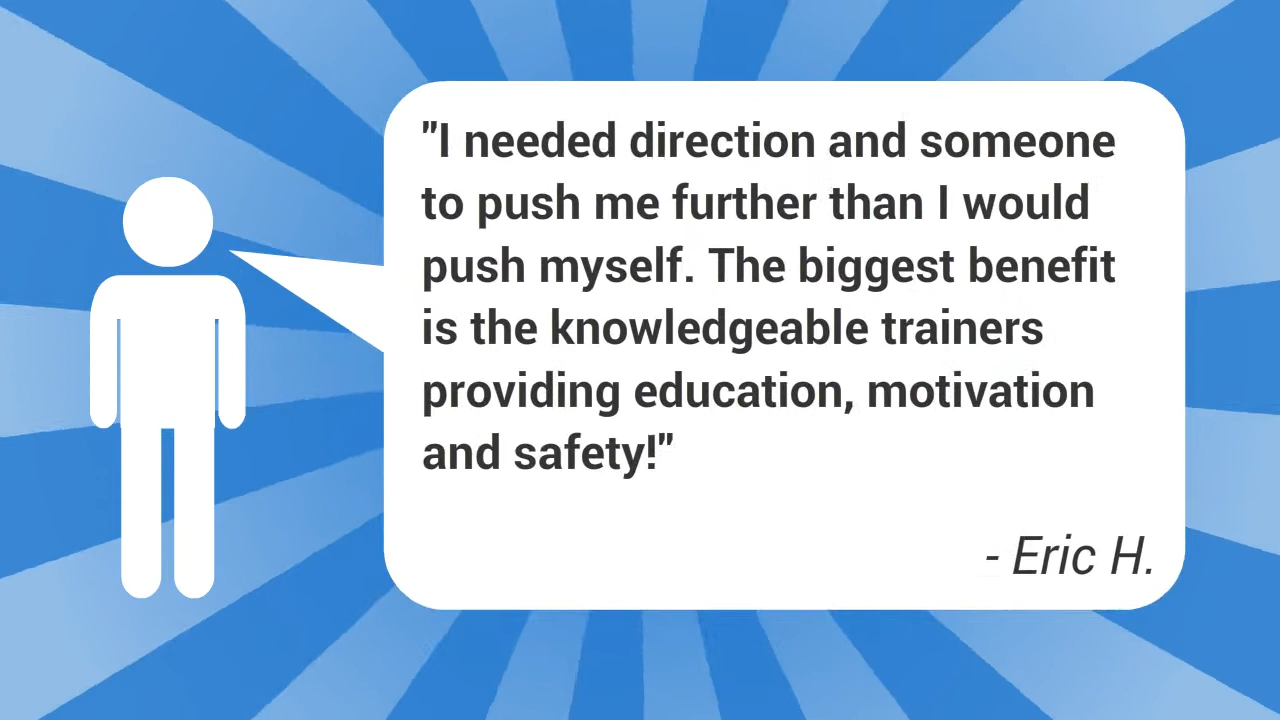 "I needed direction and someone
to push me further than I would
push myself. The biggest benefit
is the knowledgeable trainers
providing education, motivation
and safety!"
- Eric H.